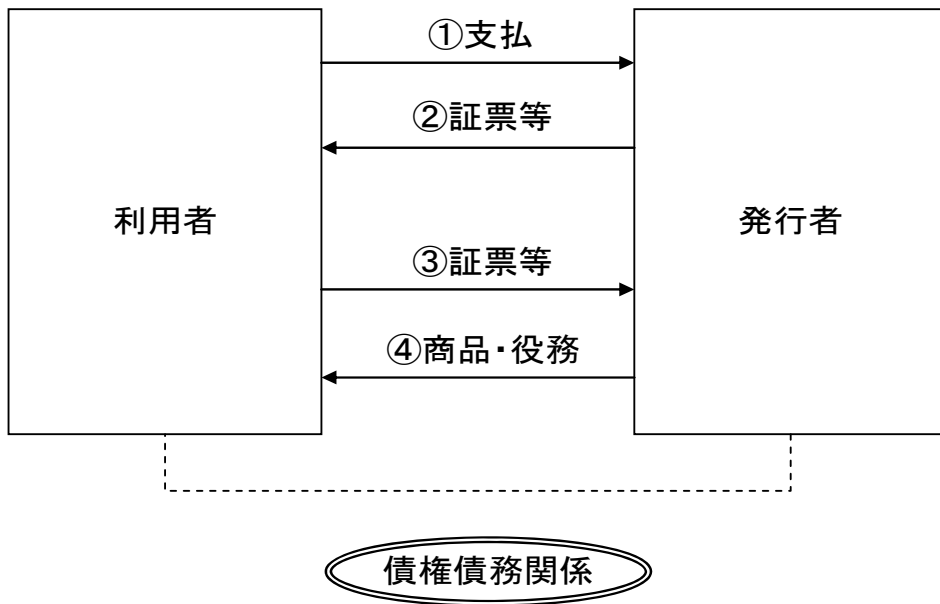 ①支払
②証票等
利用者
発行者
③証票等
④商品・役務
債権債務関係